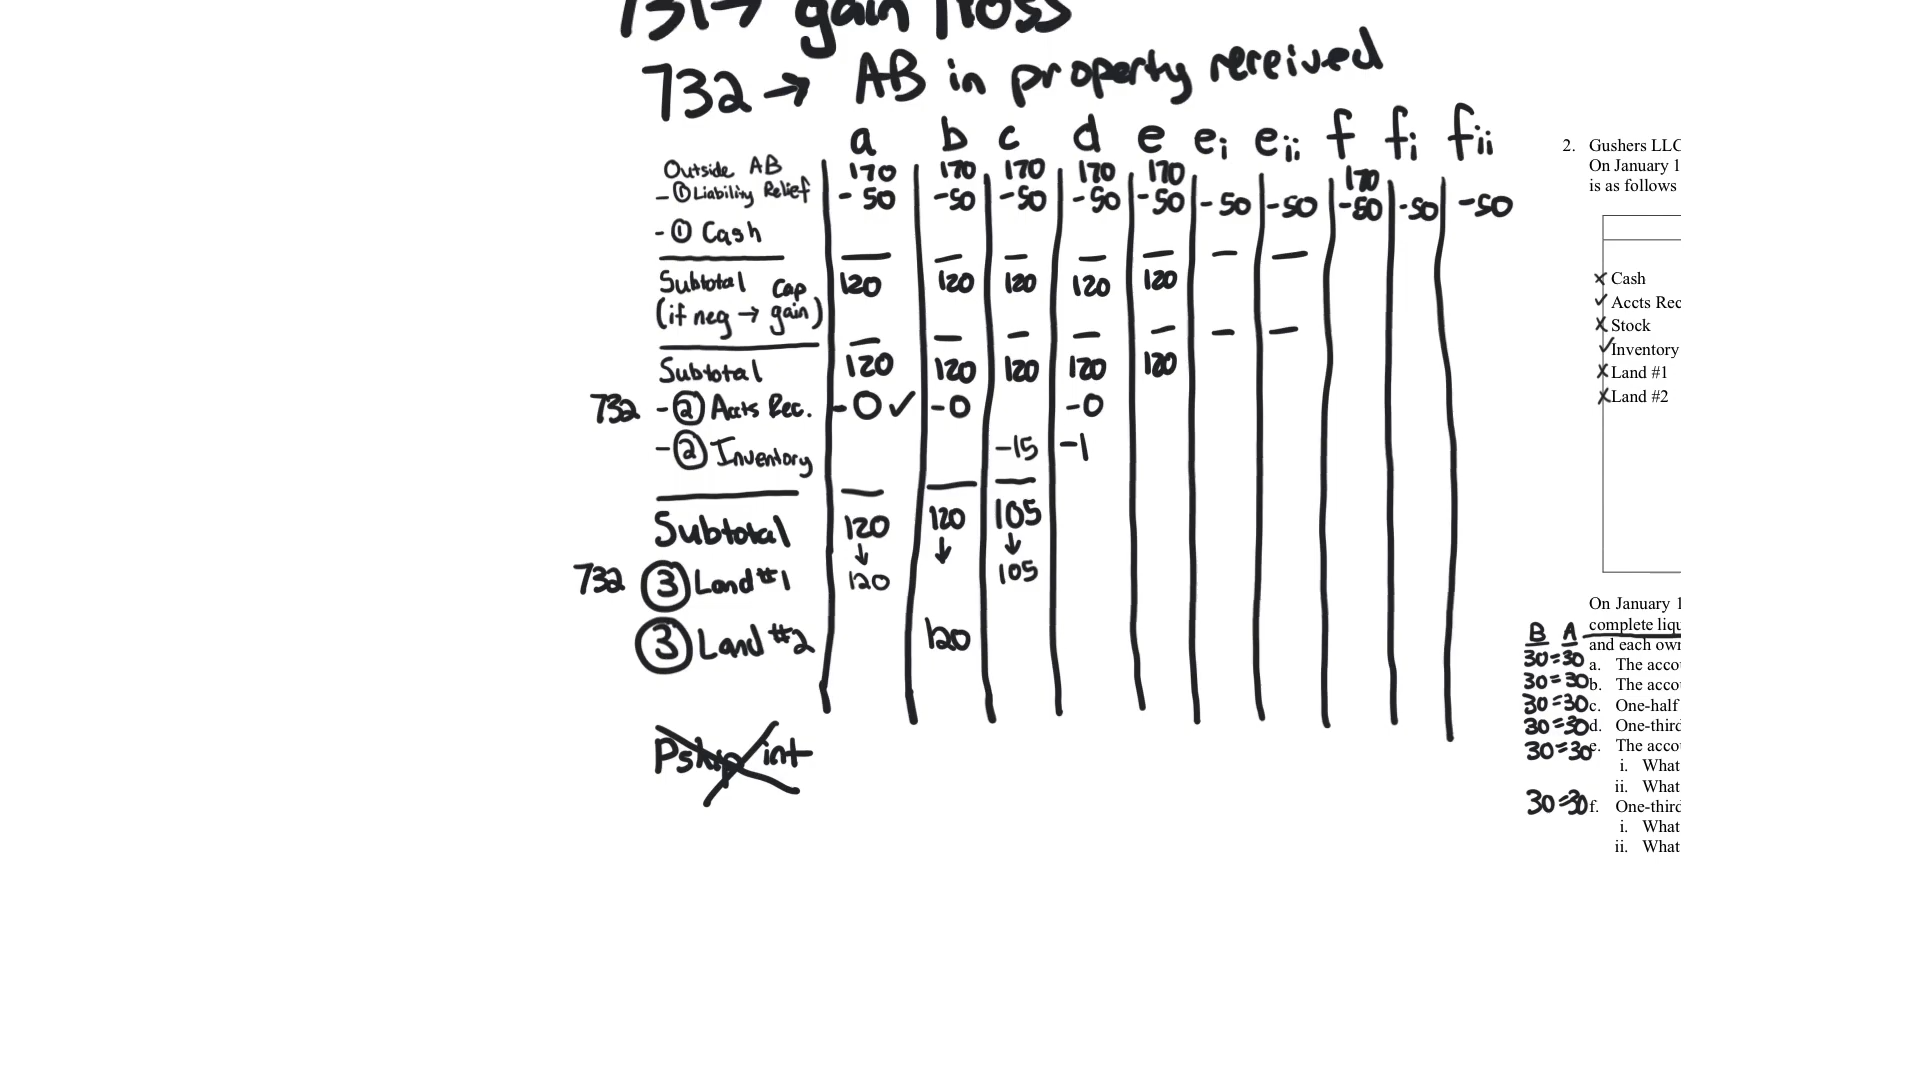 731→ gain/loss
732 → AB in property received
a b c d e ei eii f fi fii
Outside AB 170 170 170 170 170 170
- ① Liability Relief - 50 -50 -50 -50 -50 -50 -50 -50 -50 -50
- ① Cash
Subtotal 120 120 120 120 120
(if neg → Cap gain)
Subtotal 120 120 120 120 120
732 - ② Accts Rec. - 0 ✓ - 0 - 0
- ② Inventory -15 -1
Subtotal 120 120 105
↓ ↓ ↓
732 ③ Land #1 120 105
③ Land #2 120
Pship int
2. Gushers LLC
On January 1
is as follows
x Cash
✓ Accts Rec
x Stock
✓ Inventory
x Land #1
x Land #2
On January 1
B A complete liqu
and each own
30=30 a. The accou
30=30 b. The accou
30=30 c. One-half
30=30 d. One-third
30=30 e. The accou
i. What
ii. What
30=30 f. One-third
i. What
ii. What